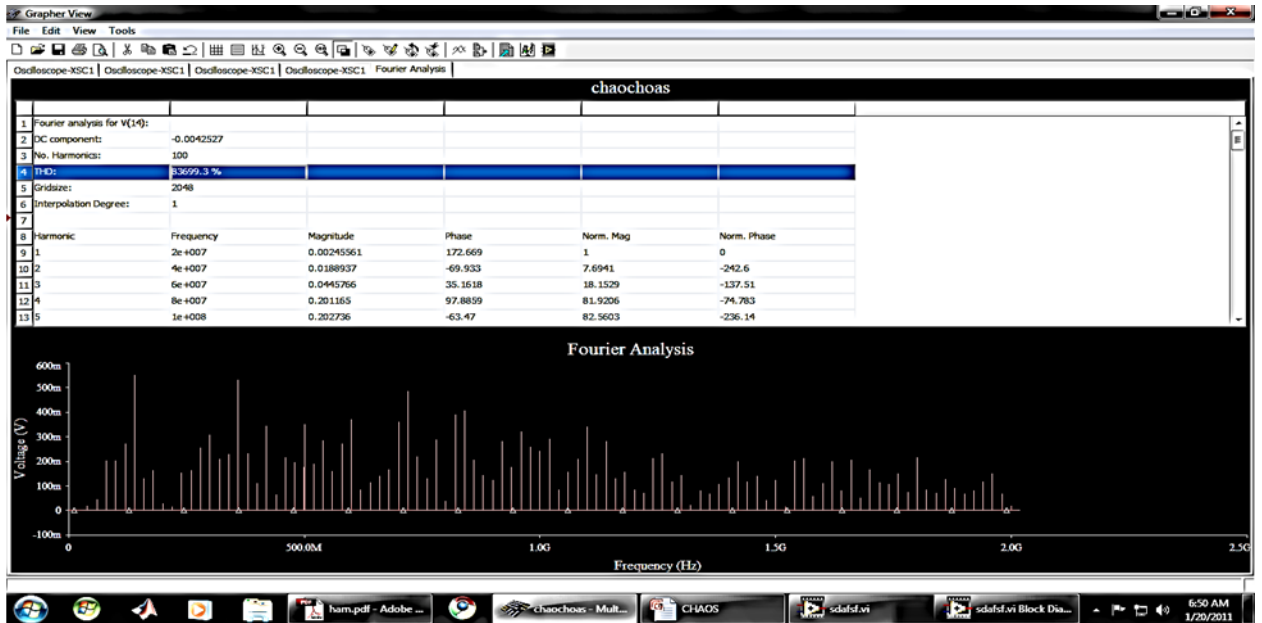 Grapher View
File Edit View Tools
Oscilloscope-XSC1 Oscilloscope-XSC1 Oscilloscope-XSC1 Oscilloscope-XSC1 Fourier Analysis
chaochoas
1 Fourier analysis for V(14):
2 DC component: -0.0042527
3 No. Harmonics: 100
4 THD: 83699.3 %
5 Gridsize: 2048
6 Interpolation Degree: 1
7
8 Harmonic Frequency Magnitude Phase Norm. Mag Norm. Phase
9 1 2e+007 0.00245561 172.669 1 0
10 2 4e+007 0.0188937 -69.933 7.6941 -242.6
11 3 6e+007 0.0445766 35.1618 18.1529 -137.51
12 4 8e+007 0.201165 97.8859 81.9206 -74.783
13 5 1e+008 0.202736 -63.47 82.5603 -236.14
Fourier Analysis
Voltage (V)
600m
500m
400m
300m
200m
100m
0
-100m
0 500.0M 1.0G 1.5G 2.0G 2.5G
Frequency (Hz)
ham.pdf - Adobe ... chaochoas - Mult... CHAOS sdafsf.vi sdafsf.vi Block Dia... 6:50 AM
1/20/2011